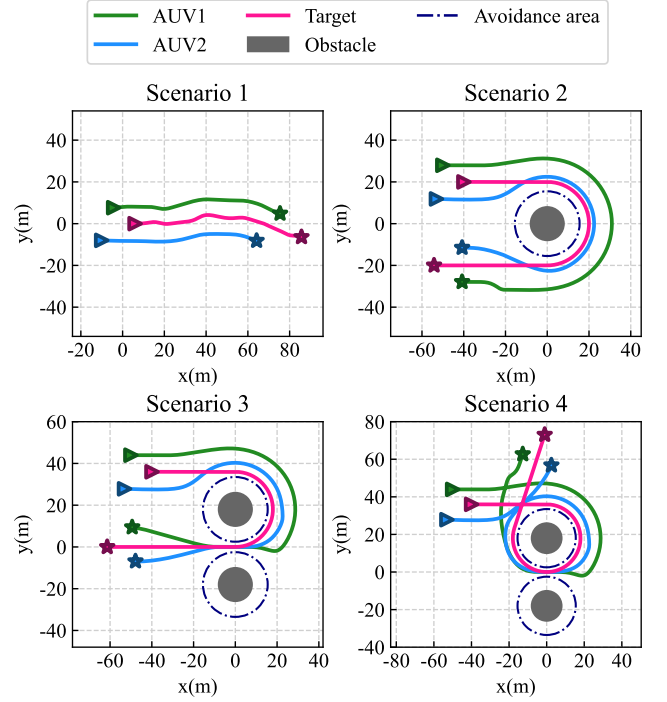 AUV1 Target Avoidance area
AUV2 Obstacle
Scenario 1
40
20
0
-20
-40
y(m)
-20 0 20 40 60 80
x(m)
Scenario 2
40
20
0
-20
-40
y(m)
-60 -40 -20 0 20 40
x(m)
Scenario 3
60
40
20
0
-20
-40
y(m)
-60 -40 -20 0 20 40
x(m)
Scenario 4
80
60
40
20
0
-20
-40
y(m)
-80 -60 -40 -20 0 20 40
x(m)